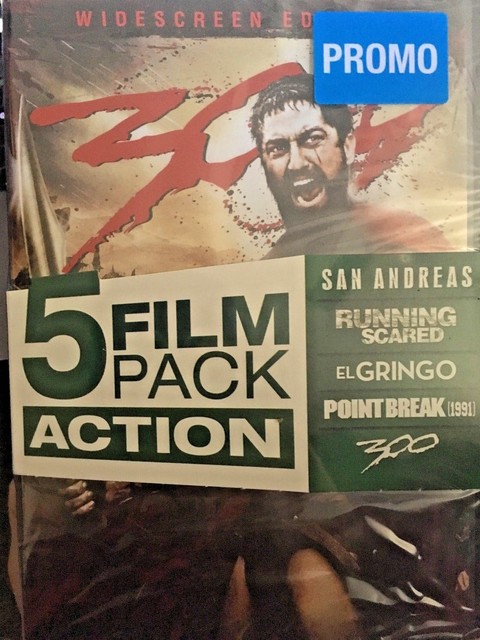 WIDESCREEN ED
PROMO
300
5 FILM
PACK
ACTION
SAN ANDREAS
RUNNING
SCARED
EL GRINGO
POINT BREAK (1991)
300